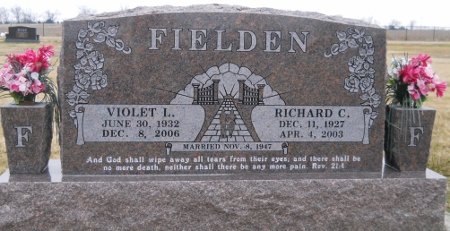 FIELDEN
VIOLET L.
JUNE 30, 1932
DEC. 8, 2006
RICHARD C.
DEC. 11, 1927
APR. 4, 2003
MARRIED NOV. 8, 1947
And God shall wipe away all tears from their eyes; and there shall be
no more death, neither shall there be any more pain. Rev. 21:4
F
F